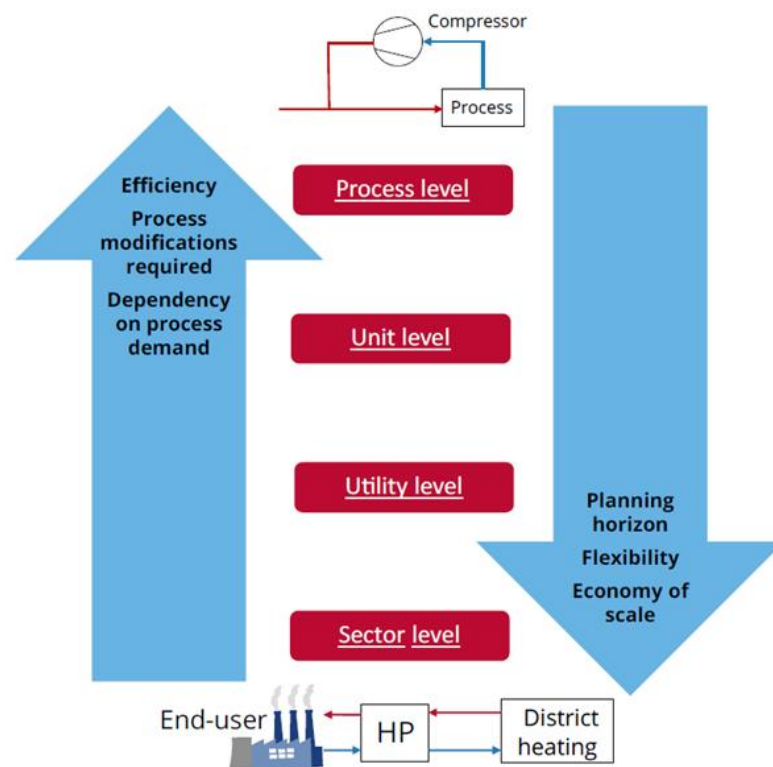 Compressor
Process
Efficiency
Process
modifications
required
Dependency
on process
demand
Process level
Unit level
Utility level
Sector level
Planning
horizon
Flexibility
Economy of
scale
End-user
HP
District
heating